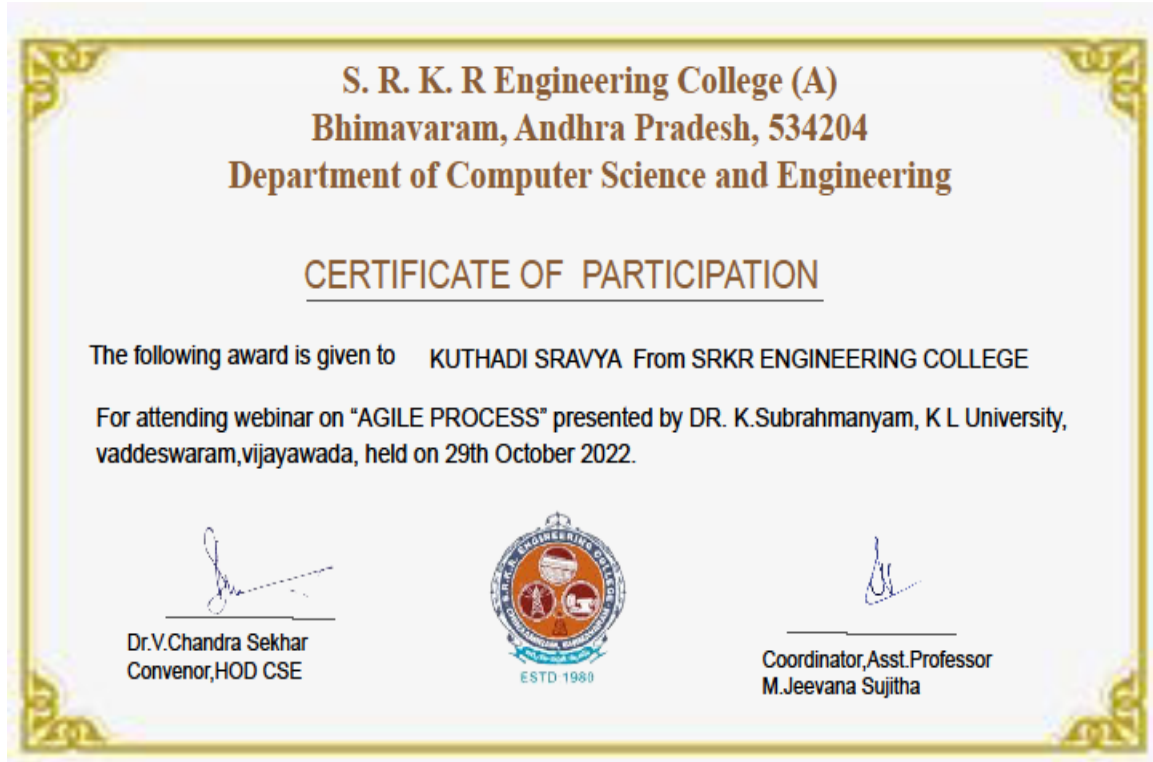 S. R. K. R Engineering College (A)
Bhimavaram, Andhra Pradesh, 534204
Department of Computer Science and Engineering
CERTIFICATE OF PARTICIPATION
The following award is given to KUTHADI SRAVYA From SRKR ENGINEERING COLLEGE
For attending webinar on “AGILE PROCESS” presented by DR. K.Subrahmanyam, K L University,
vaddeswaram,vijayawada, held on 29th October 2022.
Dr.V.Chandra Sekhar
Convenor,HOD CSE
S.R.K.R. ENGINEERING COLLEGE
ESTD 1980
Coordinator,Asst.Professor
M.Jeevana Sujitha